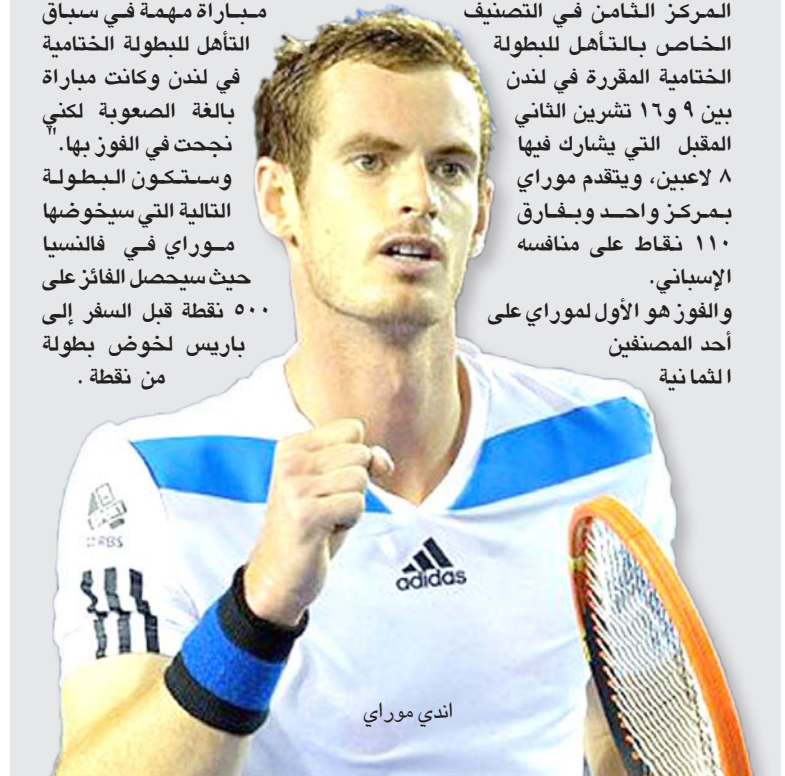 المركز الثامن في التصنيف
الخاص بالتأهل للبطولة
الختامية المقررة في لندن
بين ٩ و١٦ تشرين الثاني
المقبل التي يشارك فيها
٨ لاعبين، ويتقدم موراي
بمركز واحد وبفارق
١١٠ نقاط على منافسه
الإسباني.
والفوز هو الأول لموراي على
أحد المصنفين
الثمانية
مباراة مهمة في سباق
التأهل للبطولة الختامية
في لندن وكانت مباراة
بالغة الصعوبة لكني
نجحت في الفوز بها."
وستكون البطولة
التالية التي سيخوضها
موراي في فالنسيا
حيث سيحصل الفائز على
٥٠٠ نقطة قبل السفر إلى
باريس لخوض بطولة
من نقطة .
RBS
adidas
اندي موراي